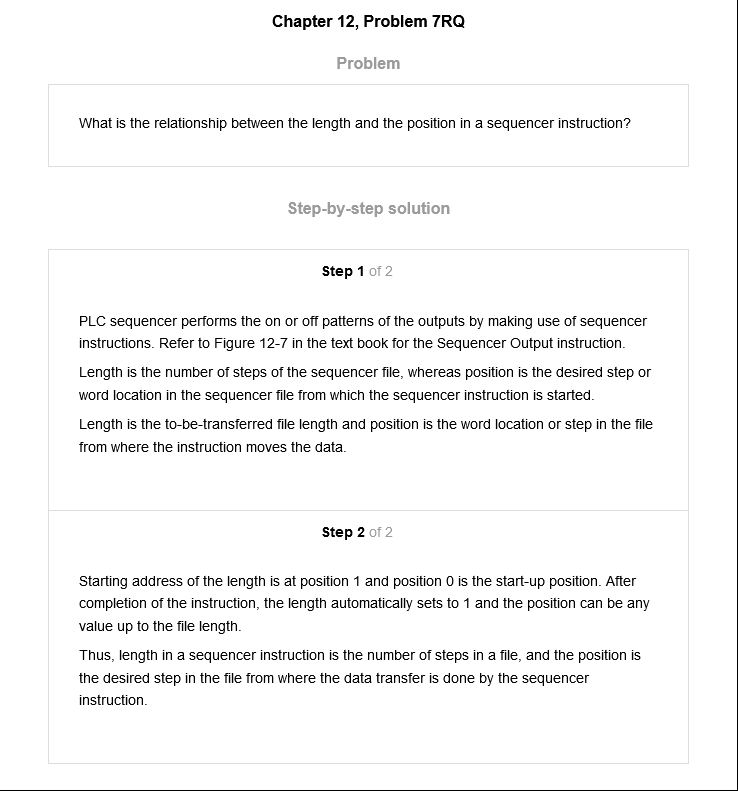 Chapter 12, Problem 7RQ
Problem
What is the relationship between the length and the position in a sequencer instruction?
Step-by-step solution
Step 1 of 2
PLC sequencer performs the on or off patterns of the outputs by making use of sequencer
instructions. Refer to Figure 12-7 in the text book for the Sequencer Output instruction.
Length is the number of steps of the sequencer file, whereas position is the desired step or
word location in the sequencer file from which the sequencer instruction is started.
Length is the to-be-transferred file length and position is the word location or step in the file
from where the instruction moves the data.
Step 2 of 2
Starting address of the length is at position 1 and position 0 is the start-up position. After
completion of the instruction, the length automatically sets to 1 and the position can be any
value up to the file length.
Thus, length in a sequencer instruction is the number of steps in a file, and the position is
the desired step in the file from where the data transfer is done by the sequencer
instruction.